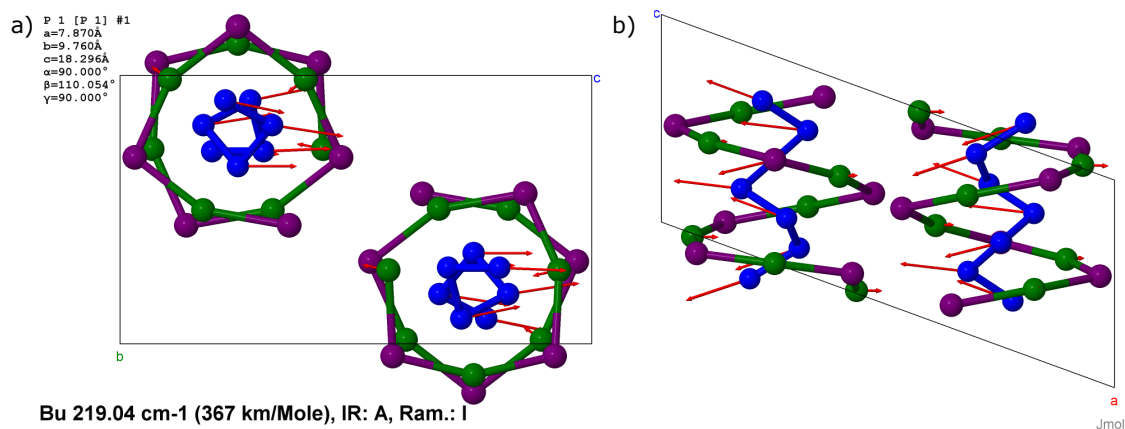 a)
P 1 [P 1] #1
a=7.870Å
b=9.760Å
c=18.296Å
α=90.000°
β=110.054°
γ=90.000°
c
b
Bu 219.04 cm-1 (367 km/Mole), IR: A, Ram.: I
b)
c
a
Jmol